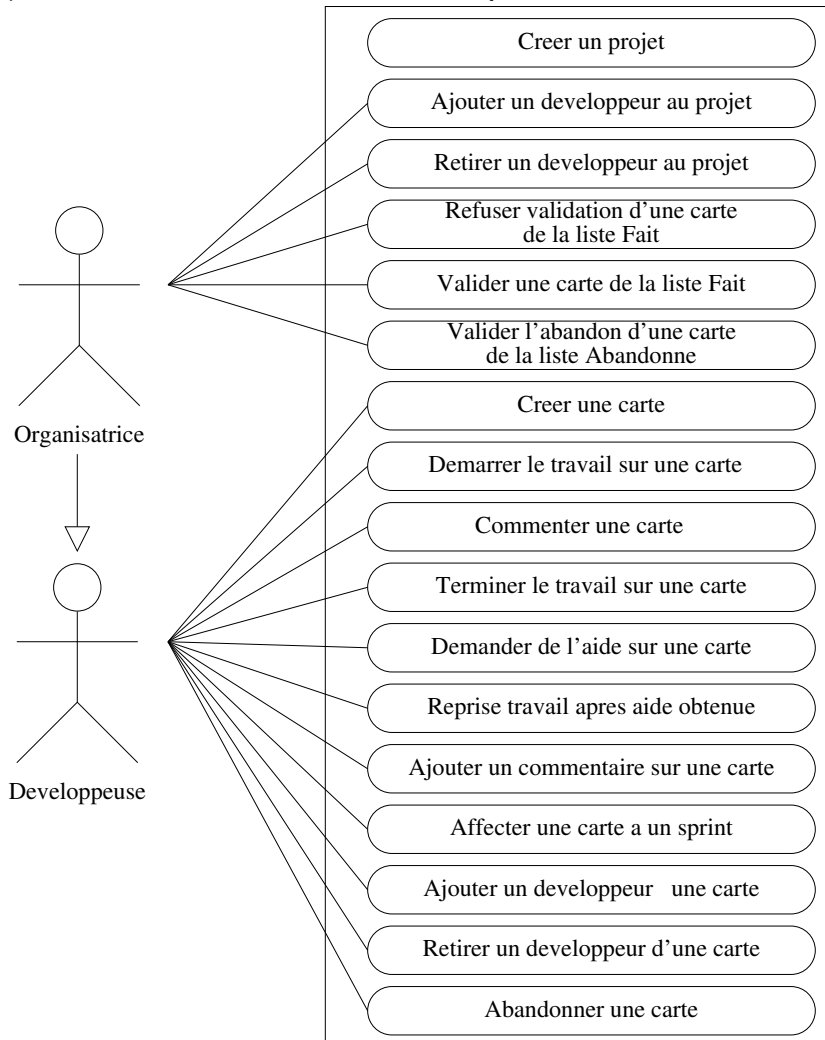 Creer un projet
Ajouter un developpeur au projet
Retirer un developpeur au projet
Refuser validation d'une carte
de la liste Fait
Valider une carte de la liste Fait
Valider l'abandon d'une carte
de la liste Abandonne
Organisatrice
Creer une carte
Demarrer le travail sur une carte
Commenter une carte
Terminer le travail sur une carte
Demander de l'aide sur une carte
Reprise travail apres aide obtenue
Ajouter un commentaire sur une carte
Developpeuse
Affecter une carte a un sprint
Ajouter un developpeur une carte
Retirer un developpeur d'une carte
Abandonner une carte